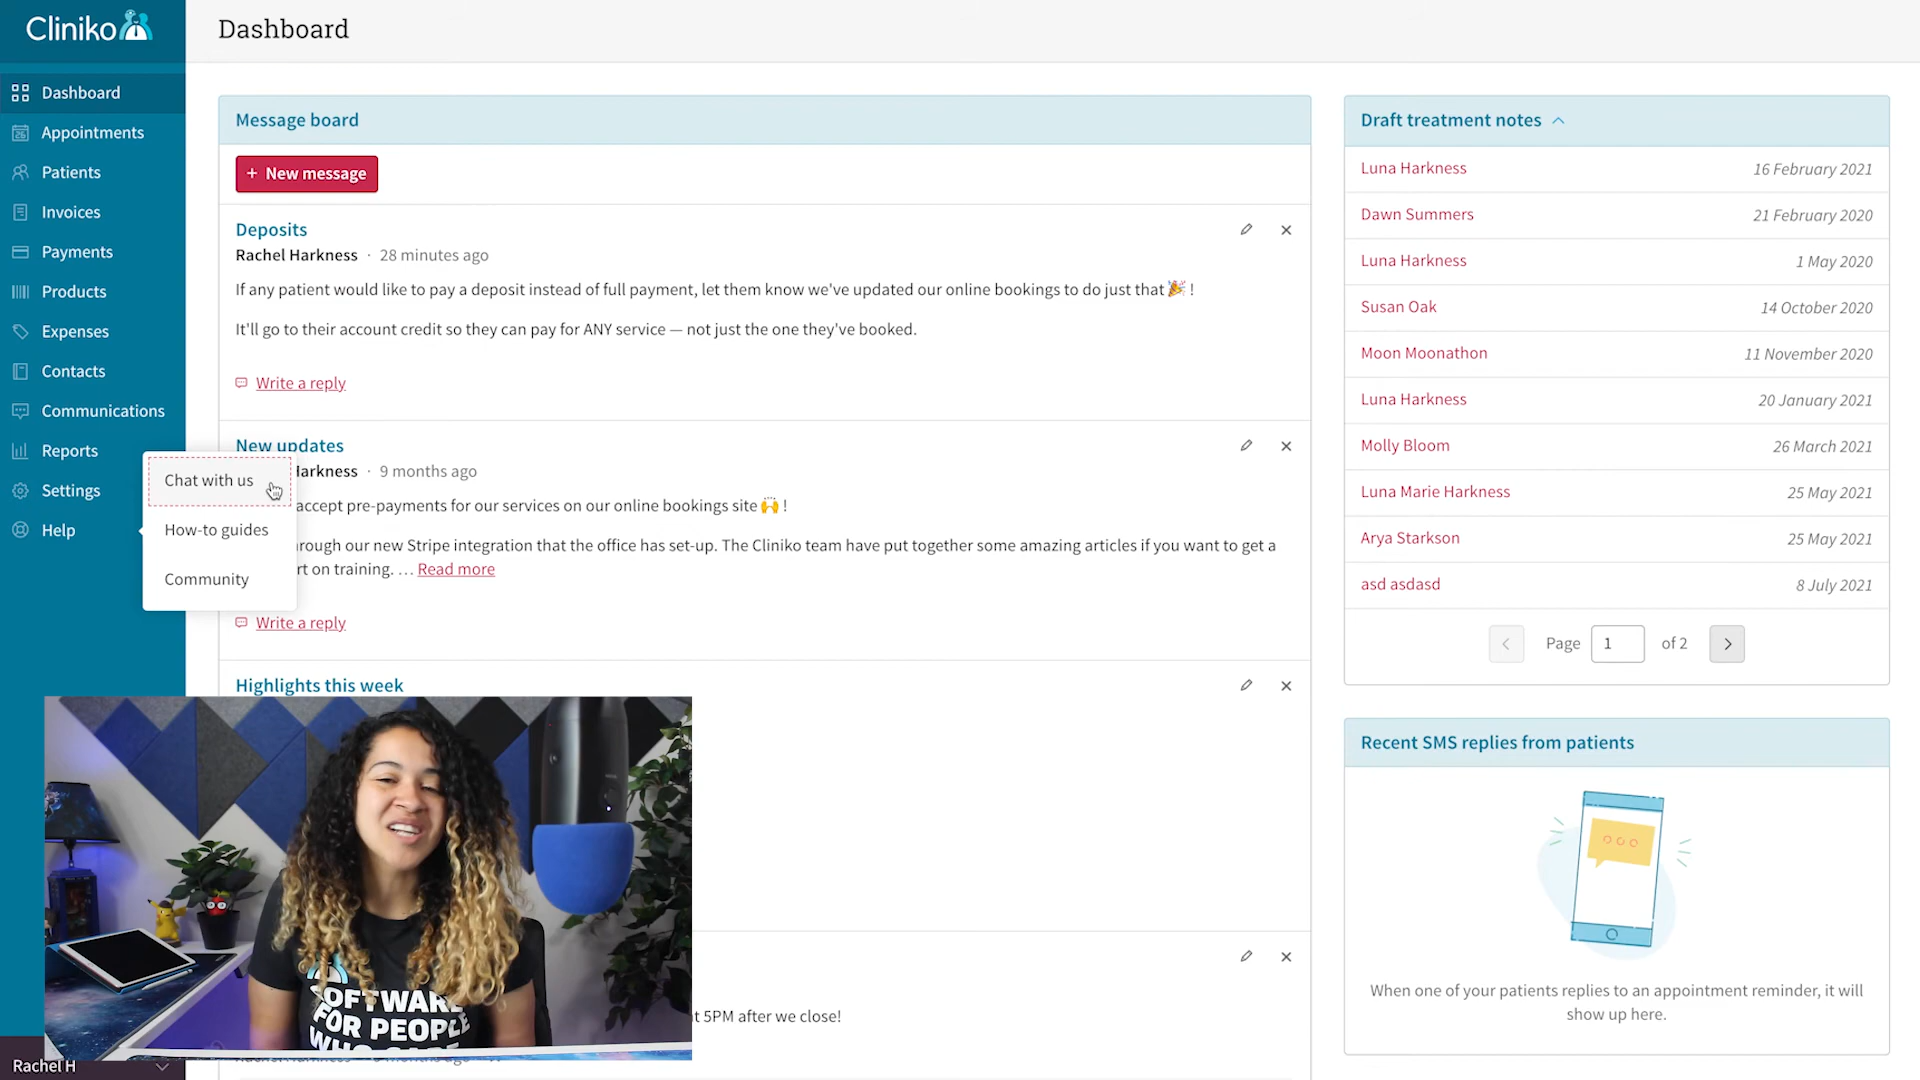 Cliniko
Dashboard
Dashboard
Appointments
Patients
Invoices
Payments
Products
Expenses
Contacts
Communications
Reports
Settings
Help
Chat with us
How-to guides
Community
Rachel H
Message board
+ New message
Deposits
Rachel Harkness · 28 minutes ago
If any patient would like to pay a deposit instead of full payment, let them know we've updated our online bookings to do just that 🎉 !
It'll go to their account credit so they can pay for ANY service — not just the one they've booked.
Write a reply
New updates
Harkness · 9 months ago
accept pre-payments for our services on our online bookings site 🙌 !
rough our new Stripe integration that the office has set-up. The Cliniko team have put together some amazing articles if you want to get a
rt on training. … Read more
Write a reply
Highlights this week
t 5PM after we close!
SOFTWARE
FOR PEOPLE
Draft treatment notes
Luna Harkness 16 February 2021
Dawn Summers 21 February 2020
Luna Harkness 1 May 2020
Susan Oak 14 October 2020
Moon Moonathon 11 November 2020
Luna Harkness 20 January 2021
Molly Bloom 26 March 2021
Luna Marie Harkness 25 May 2021
Arya Starkson 25 May 2021
asd asdasd 8 July 2021
Page 1 of 2
Recent SMS replies from patients
When one of your patients replies to an appointment reminder, it will
show up here.